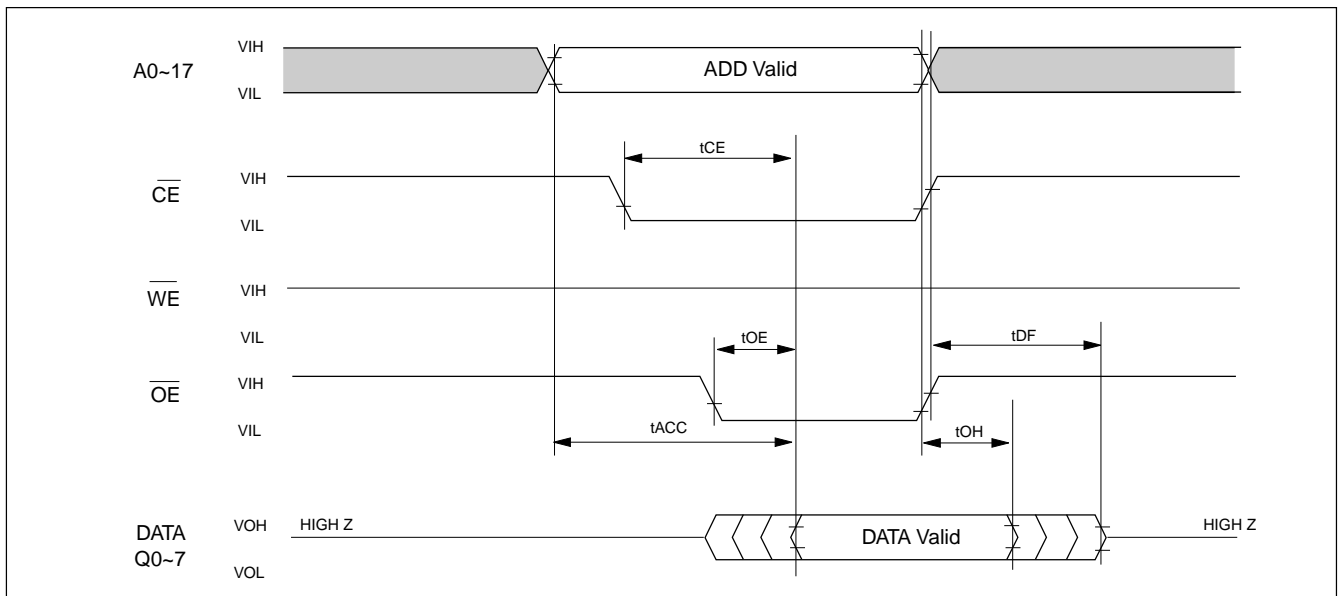 VIH
A0~17
ADD Valid
VIL
tCE
VIH
CE
VIL
WE
VIH
VIL
tOE
tDF
VIH
OE
VIL
tACC
tOH
DATA
Q0~7
VOH
HIGH Z
DATA Valid
HIGH Z
VOL